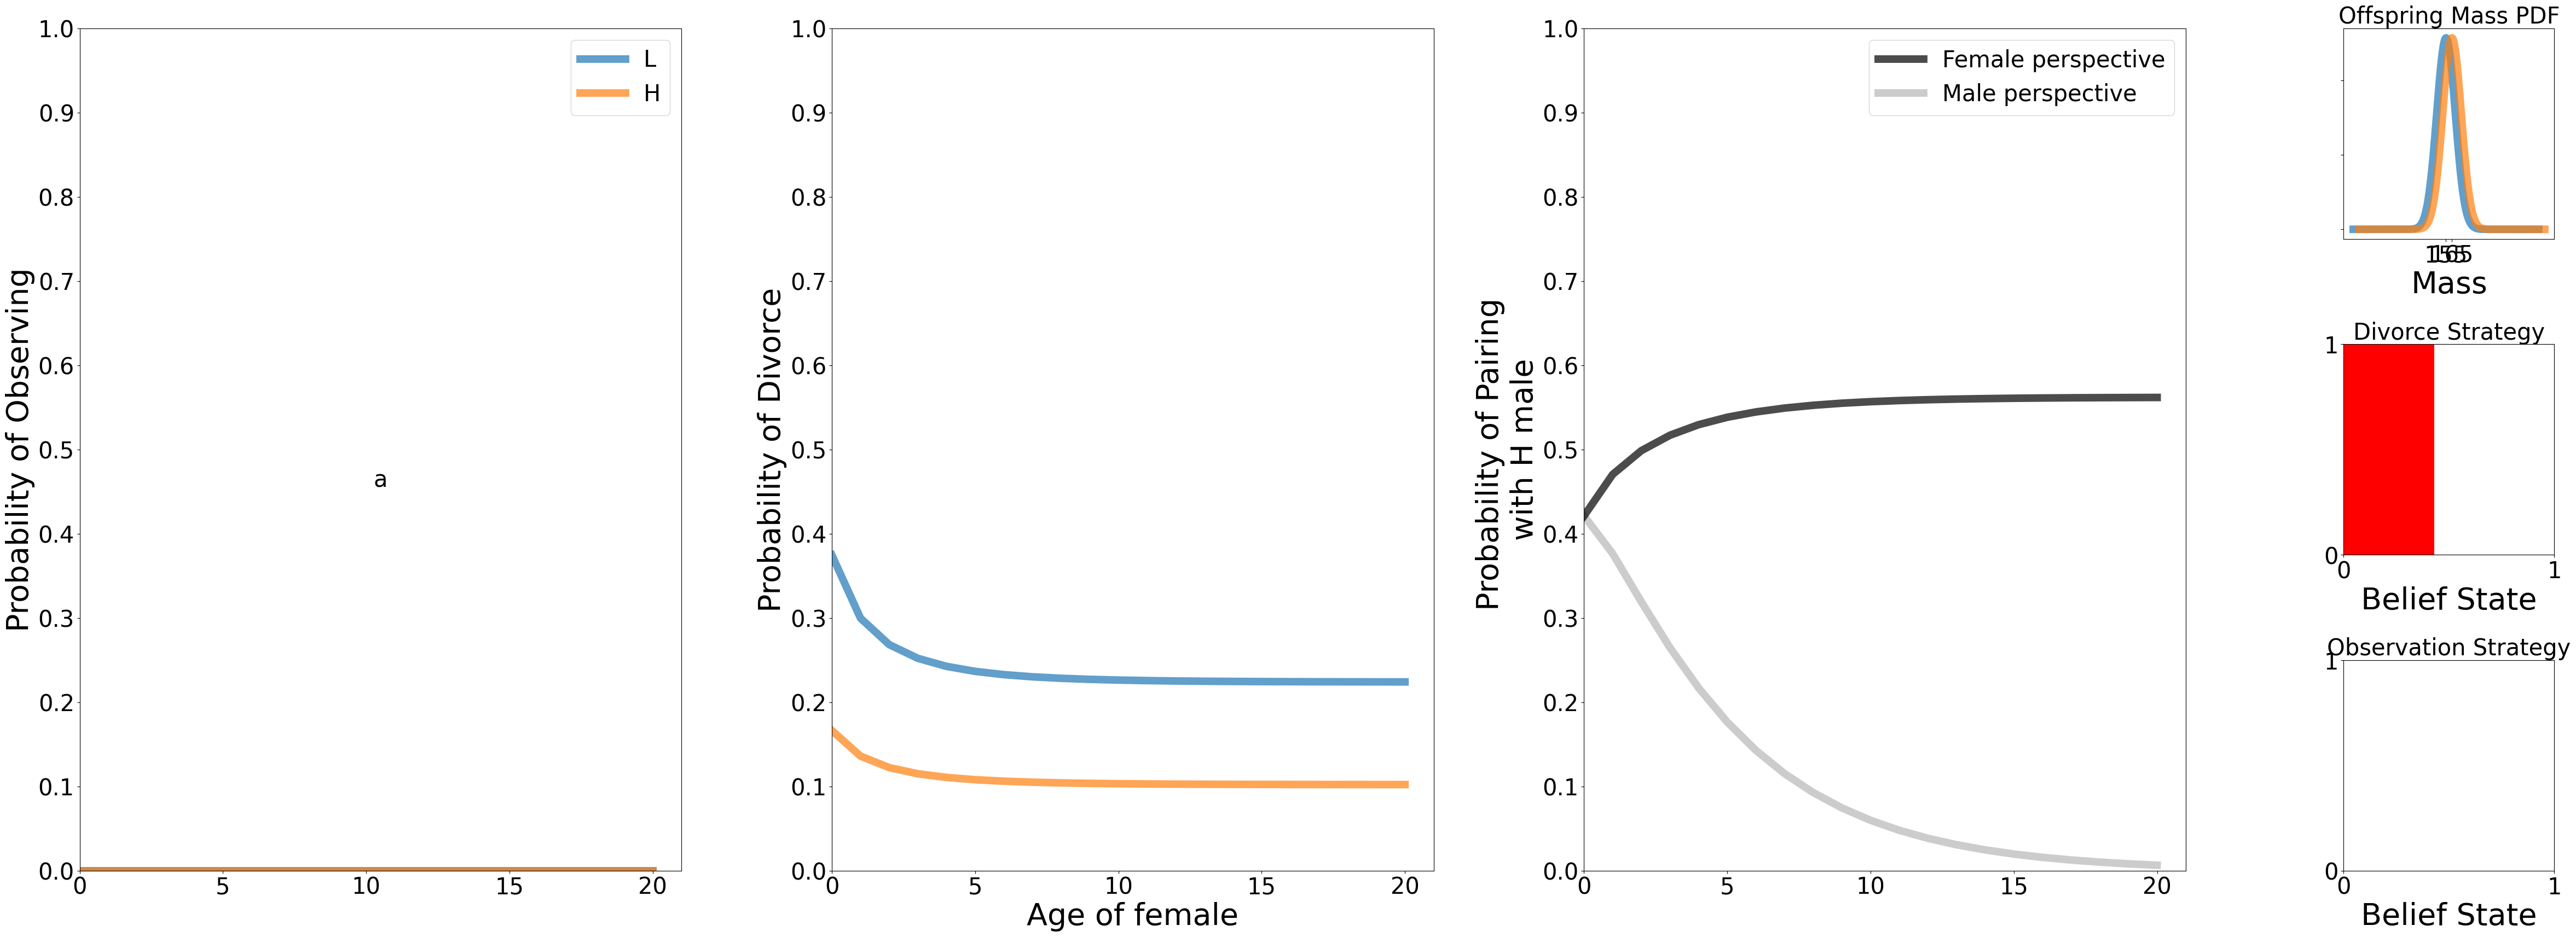 Probability of Observing
1.0
0.9
0.8
0.7
0.6
0.5
0.4
0.3
0.2
0.1
0.0
0 5 10 15 20
L
H
a
Probability of Divorce
1.0
0.9
0.8
0.7
0.6
0.5
0.4
0.3
0.2
0.1
0.0
0 5 10 15 20
Age of female
Probability of Pairing
with H male
1.0
0.9
0.8
0.7
0.6
0.5
0.4
0.3
0.2
0.1
0.0
0 5 10 15 20
Female perspective
Male perspective
Offspring Mass PDF
Mass
Divorce Strategy
1
0
0 1
Belief State
Observation Strategy
1
0
0 1
Belief State